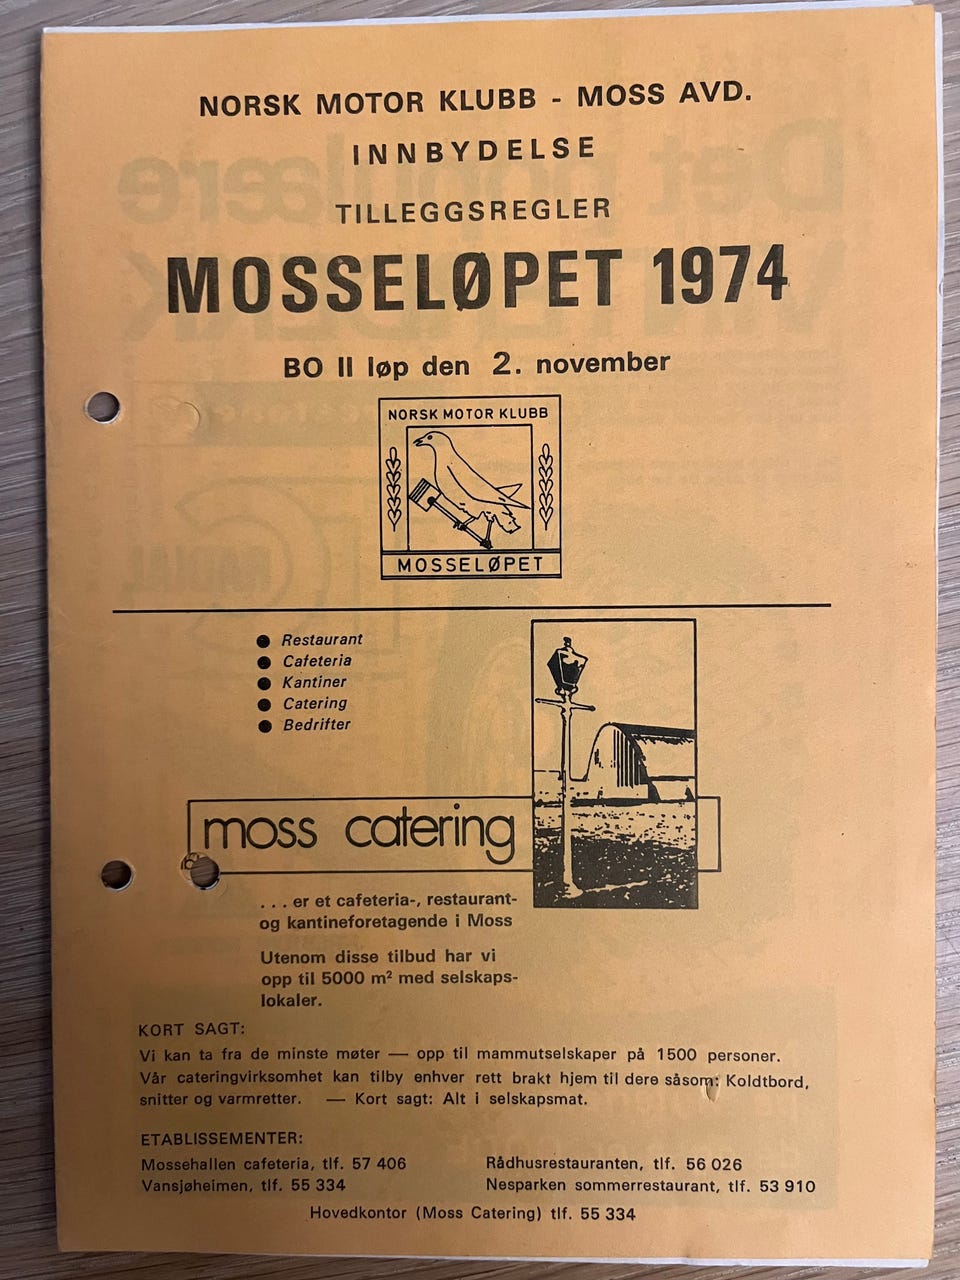 NORSK MOTOR KLUBB - MOSS AVD.
INNBYDELSE
TILLEGGSREGLER
MOSSELØPET 1974
BO II løp den 2. november
NORSK MOTOR KLUBB
MOSSELØPET
● Restaurant
● Cafeteria
● Kantiner
● Catering
● Bedrifter
moss catering
. . . er et cafeteria-, restaurant-
og kantineforetagende i Moss
Utenom disse tilbud har vi
opp til 5000 m² med selskaps-
lokaler.
KORT SAGT:
Vi kan ta fra de minste møter — opp til mammutselskaper på 1500 personer.
Vår cateringvirksomhet kan tilby enhver rett brakt hjem til dere såsom: Koldtbord,
snitter og varmretter. — Kort sagt: Alt i selskapsmat.
ETABLISSEMENTER:
Mossehallen cafeteria, tlf. 57 406
Vansjøheimen, tlf. 55 334
Rådhusrestauranten, tlf. 56 026
Nesparken sommerrestaurant, tlf. 53 910
Hovedkontor (Moss Catering) tlf. 55 334